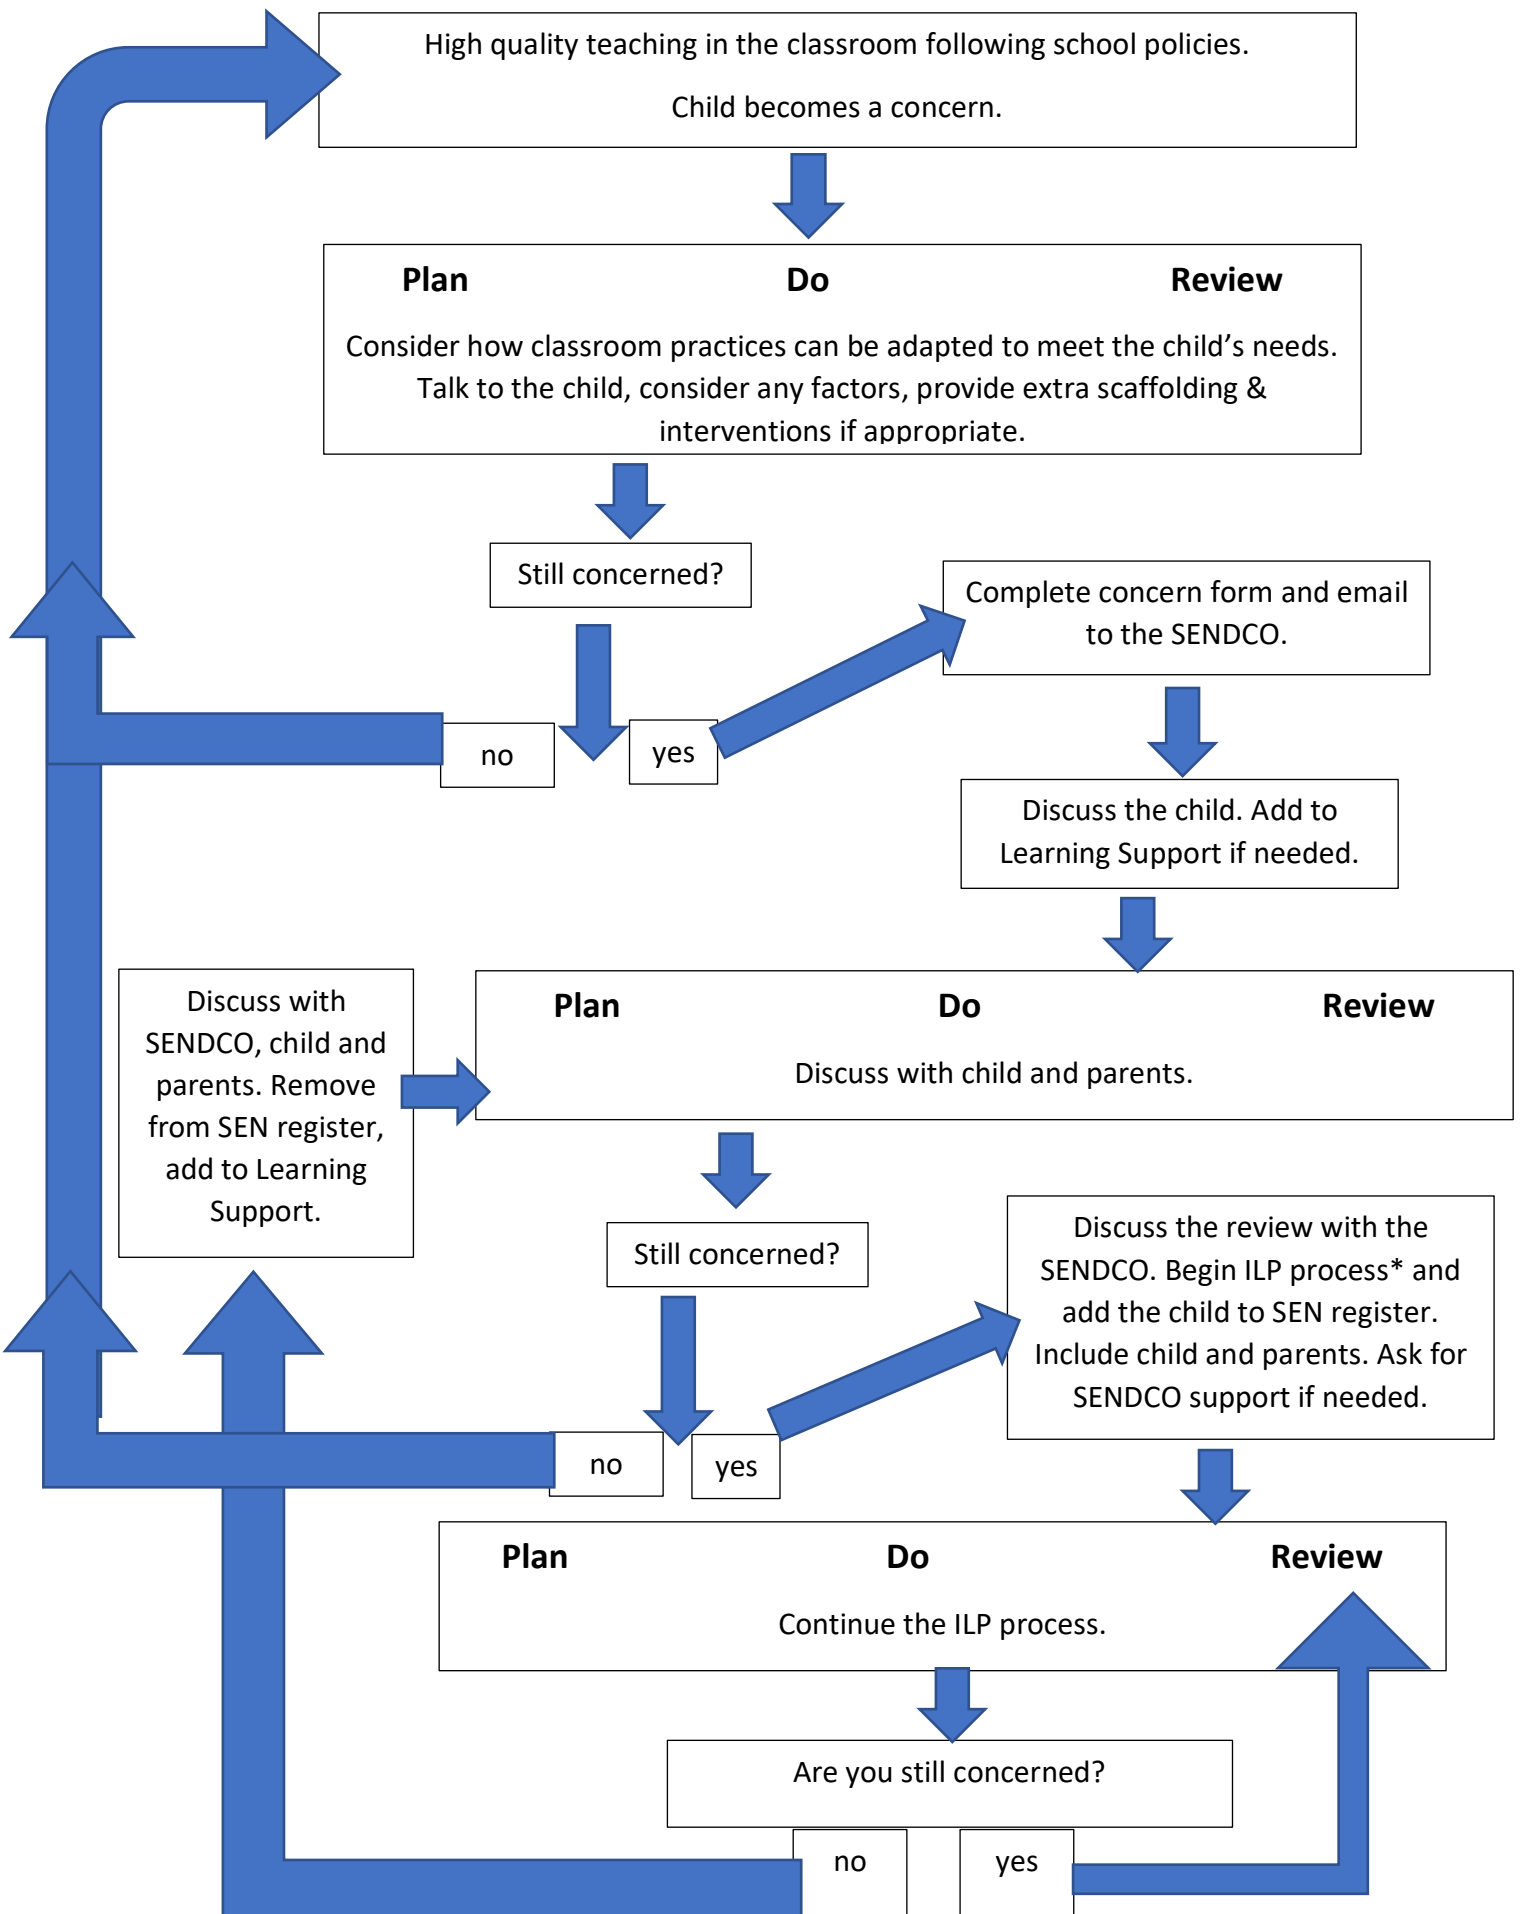 High quality teaching in the classroom following school policies.
Child becomes a concern.
Plan Do Review
Consider how classroom practices can be adapted to meet the child’s needs.
Talk to the child, consider any factors, provide extra scaffolding &
interventions if appropriate.
Still concerned?
Complete concern form and email
to the SENDCO.
no
yes
Discuss the child. Add to
Learning Support if needed.
Discuss with
SENDCO, child and
parents. Remove
from SEN register,
add to Learning
Support.
Plan Do Review
Discuss with child and parents.
Still concerned?
Discuss the review with the
SENDCO. Begin ILP process* and
add the child to SEN register.
Include child and parents. Ask for
SENDCO support if needed.
no
yes
Plan Do Review
Continue the ILP process.
Are you still concerned?
no
yes